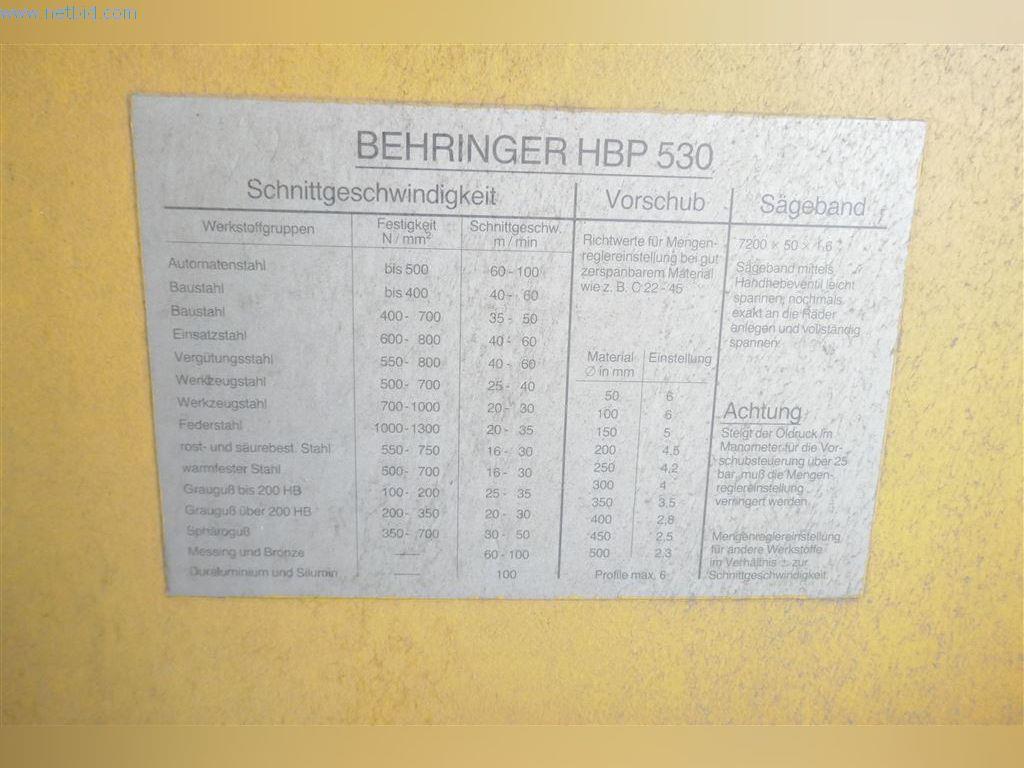 www.netbid.com
BEHRINGER HBP 530
Schnittgeschwindigkeit
Werkstoffgruppen Festigkeit N/mm² Schnittgeschw. m/min
Automatenstahl bis 500 60-100
Baustahl bis 400 40- 60
Baustahl 400- 700 35- 50
Einsatzstahl 600- 800 40- 60
Vergütungsstahl 550- 800 40- 60
Werkzeugstahl 500- 700 25- 40
Werkzeugstahl 700-1000 20- 30
Federstahl 1000-1300 20- 35
rost- und säurebest. Stahl 550- 750 16- 30
warmfester Stahl 500- 700 16- 30
Grauguß bis 200 HB 100- 200 25- 35
Grauguß über 200 HB 200- 350 20- 30
Sphäroguß 350- 700 30- 50
Messing und Bronze — 60-100
Duraluminium und Silumin — 100
Vorschub
Richtwerte für Mengen-
reglereinstellung bei gut
zerspanbarem Material
wie z. B. C 22-45
Material Ø in mm Einstellung
50 6
100 6
150 5
200 4,5
250 4,2
300 4
350 3,5
400 2,8
450 2,5
500 2,3
Profile max. 6
Sägeband
7200 × 50 × 1,6
Sägeband mittels
Handhebeventil leicht
spannen, nochmals
exakt an die Räder
anlegen und vollständig
spannen.
Achtung
Steigt der Öldruck im
Manometer für die Vor-
schubsteuerung über 25
bar, muß die Mengen-
reglereinstellung
verringert werden.
Mengenreglereinstellung
für andere Werkstoffe
im Verhältnis ± zur
Schnittgeschwindigkeit.